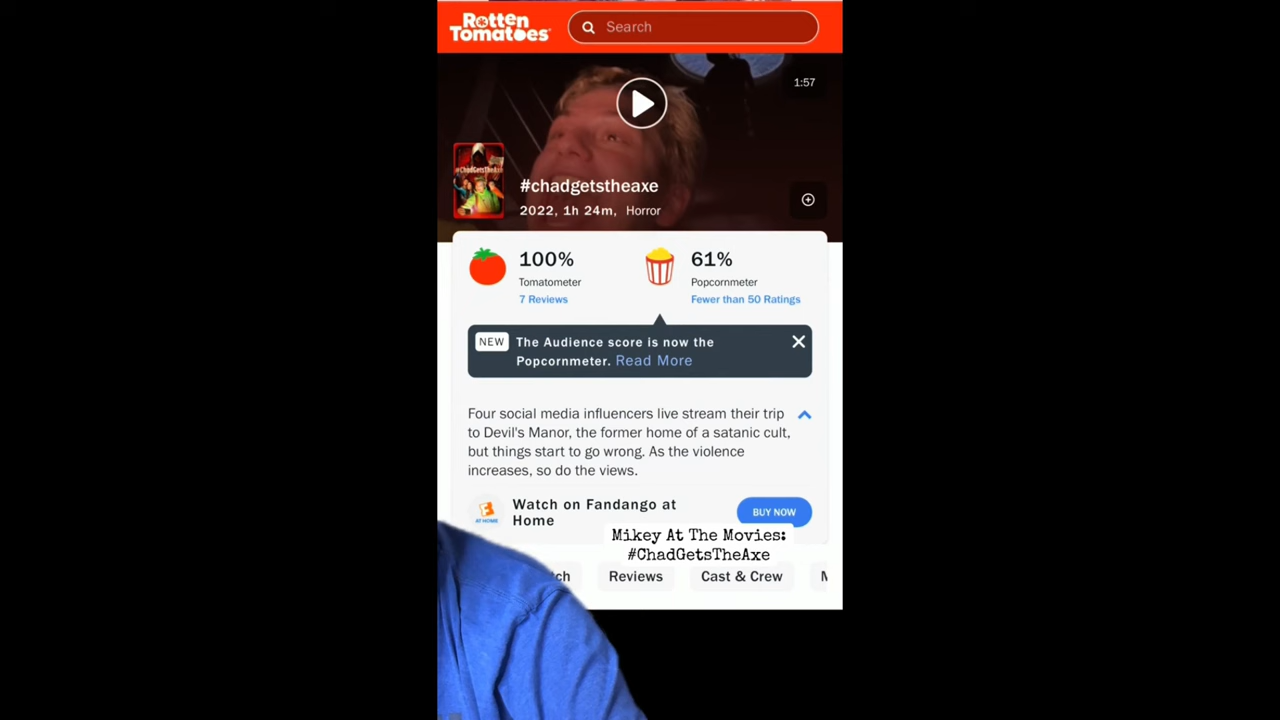 Rotten
Tomatoes
Search
1:57
#ChadGetsTheAxe
#chadgetstheaxe
2022, 1h 24m, Horror
100%
Tomatometer
7 Reviews
61%
Popcornmeter
Fewer than 50 Ratings
NEW
The Audience score is now the
Popcornmeter. Read More
Four social media influencers live stream their trip
to Devil's Manor, the former home of a satanic cult,
but things start to go wrong. As the violence
increases, so do the views.
AT HOME
Watch on Fandango at
Home
BUY NOW
Mikey At The Movies:
#ChadGetsTheAxe
tch
Reviews
Cast & Crew
M